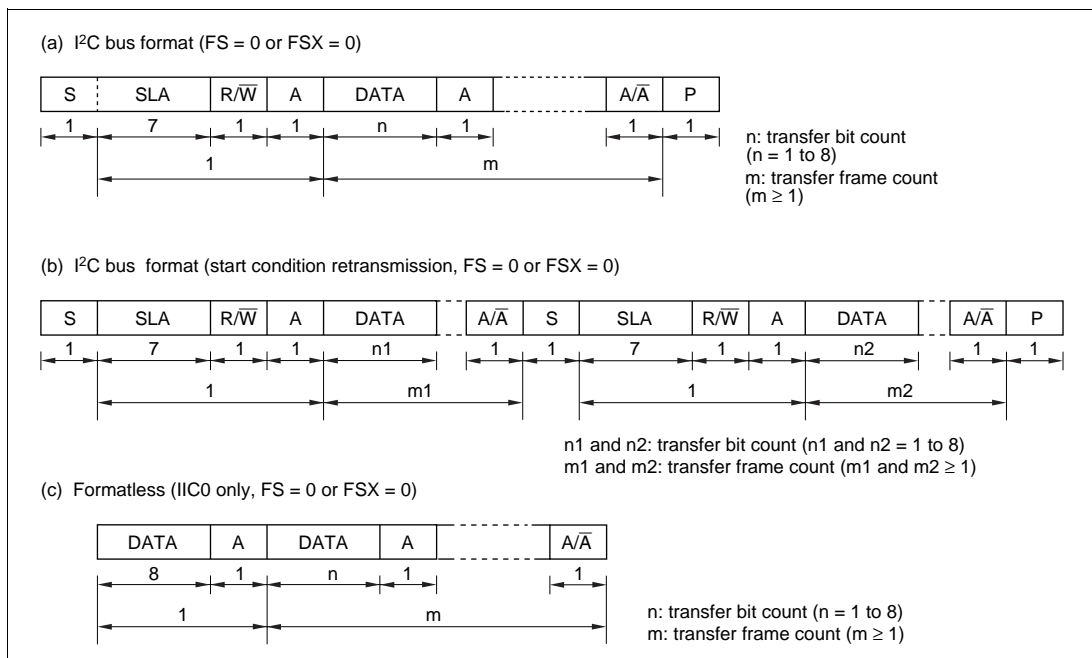 (a) I²C bus format (FS = 0 or FSX = 0)
S SLA R/W̅ A DATA A A/A̅ P
1 7 1 1 n 1 1 1
1 m
n: transfer bit count
(n = 1 to 8)
m: transfer frame count
(m ≥ 1)
(b) I²C bus format (start condition retransmission, FS = 0 or FSX = 0)
S SLA R/W̅ A DATA A/A̅ S SLA R/W̅ A DATA A/A̅ P
1 7 1 1 n1 1 1 7 1 1 n2 1 1
1 m1 1 m2
n1 and n2: transfer bit count (n1 and n2 = 1 to 8)
m1 and m2: transfer frame count (m1 and m2 ≥ 1)
(c) Formatless (IIC0 only, FS = 0 or FSX = 0)
DATA A DATA A A/A̅
8 1 n 1 1
1 m
n: transfer bit count (n = 1 to 8)
m: transfer frame count (m ≥ 1)